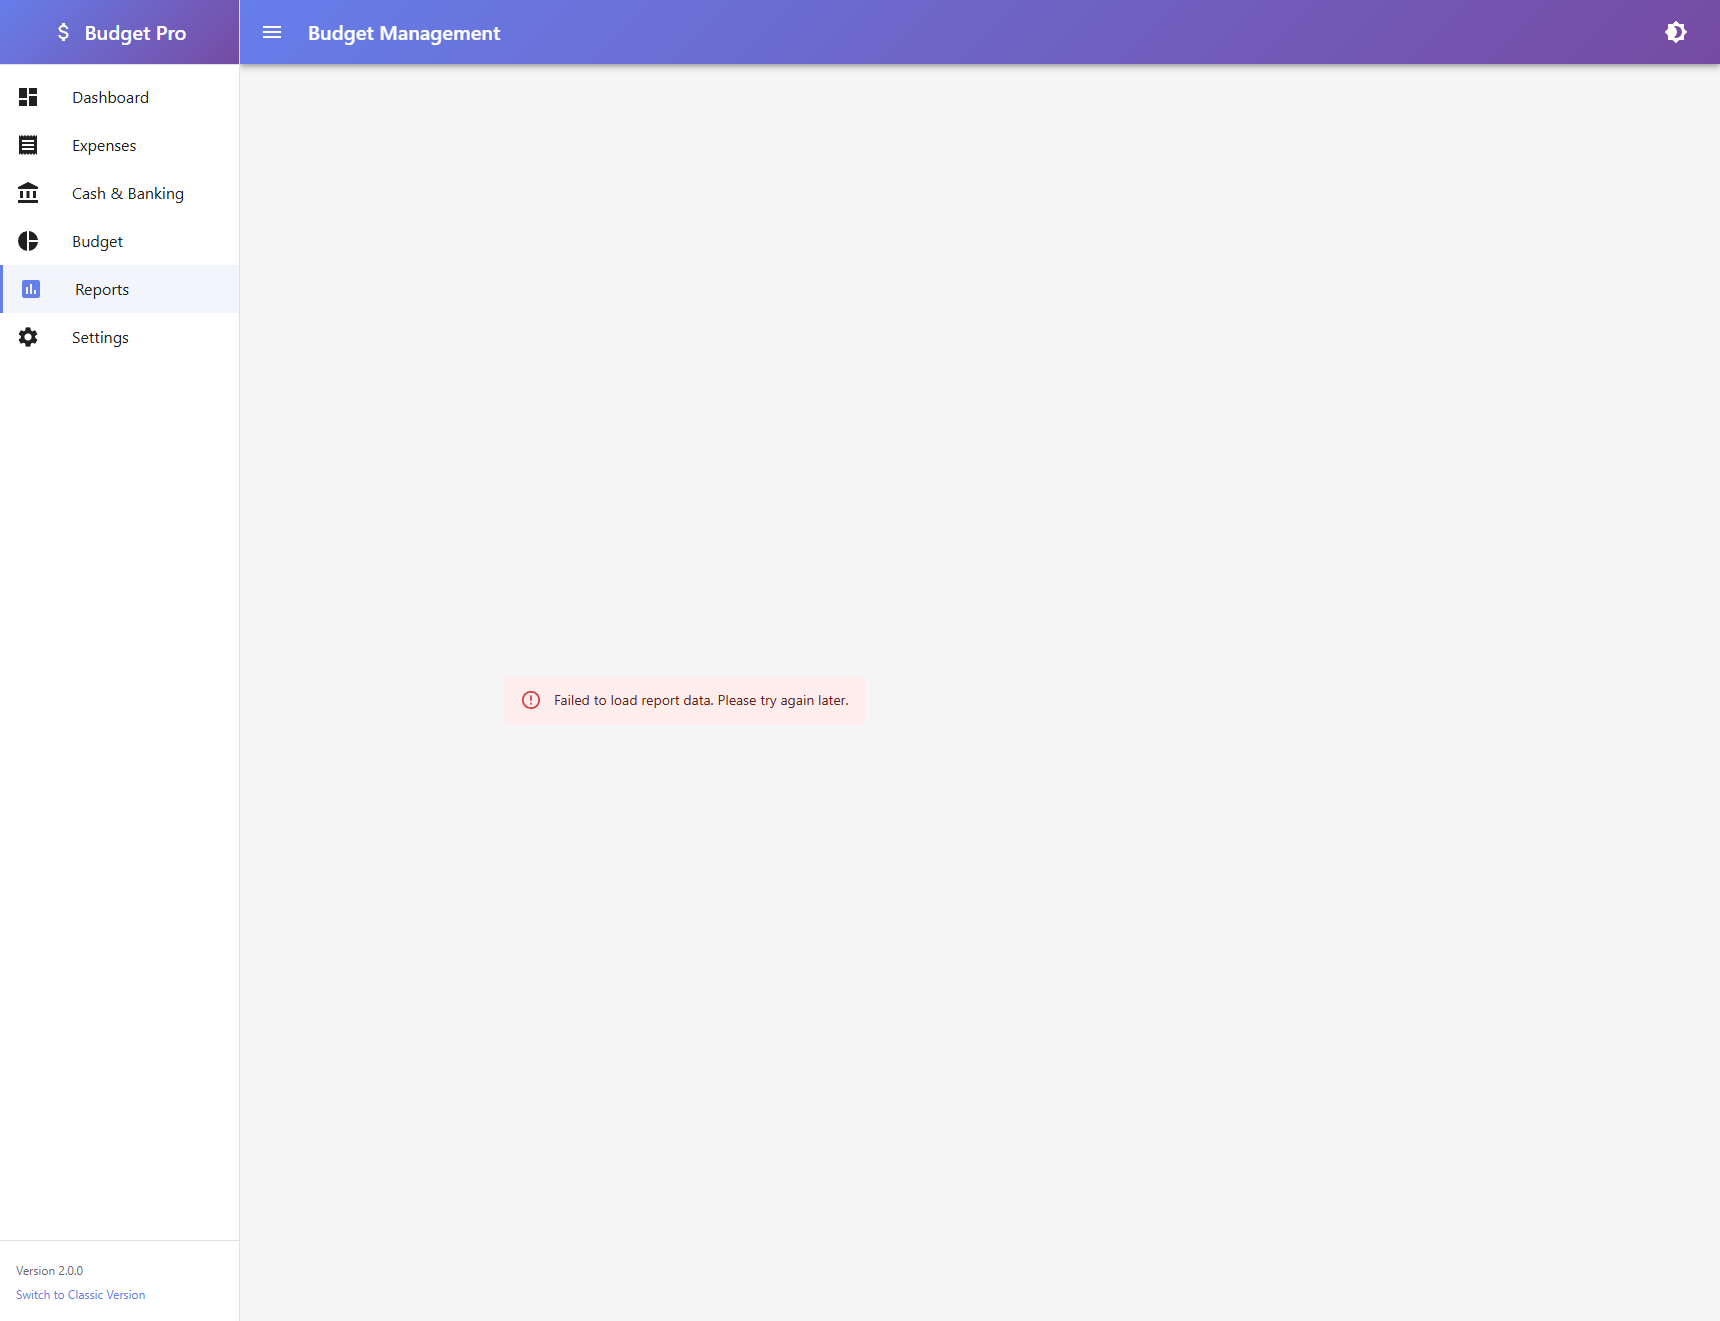 $ Budget Pro
Budget Management
Dashboard
Expenses
Cash & Banking
Budget
Reports
Settings
Failed to load report data. Please try again later.
Version 2.0.0
Switch to Classic Version